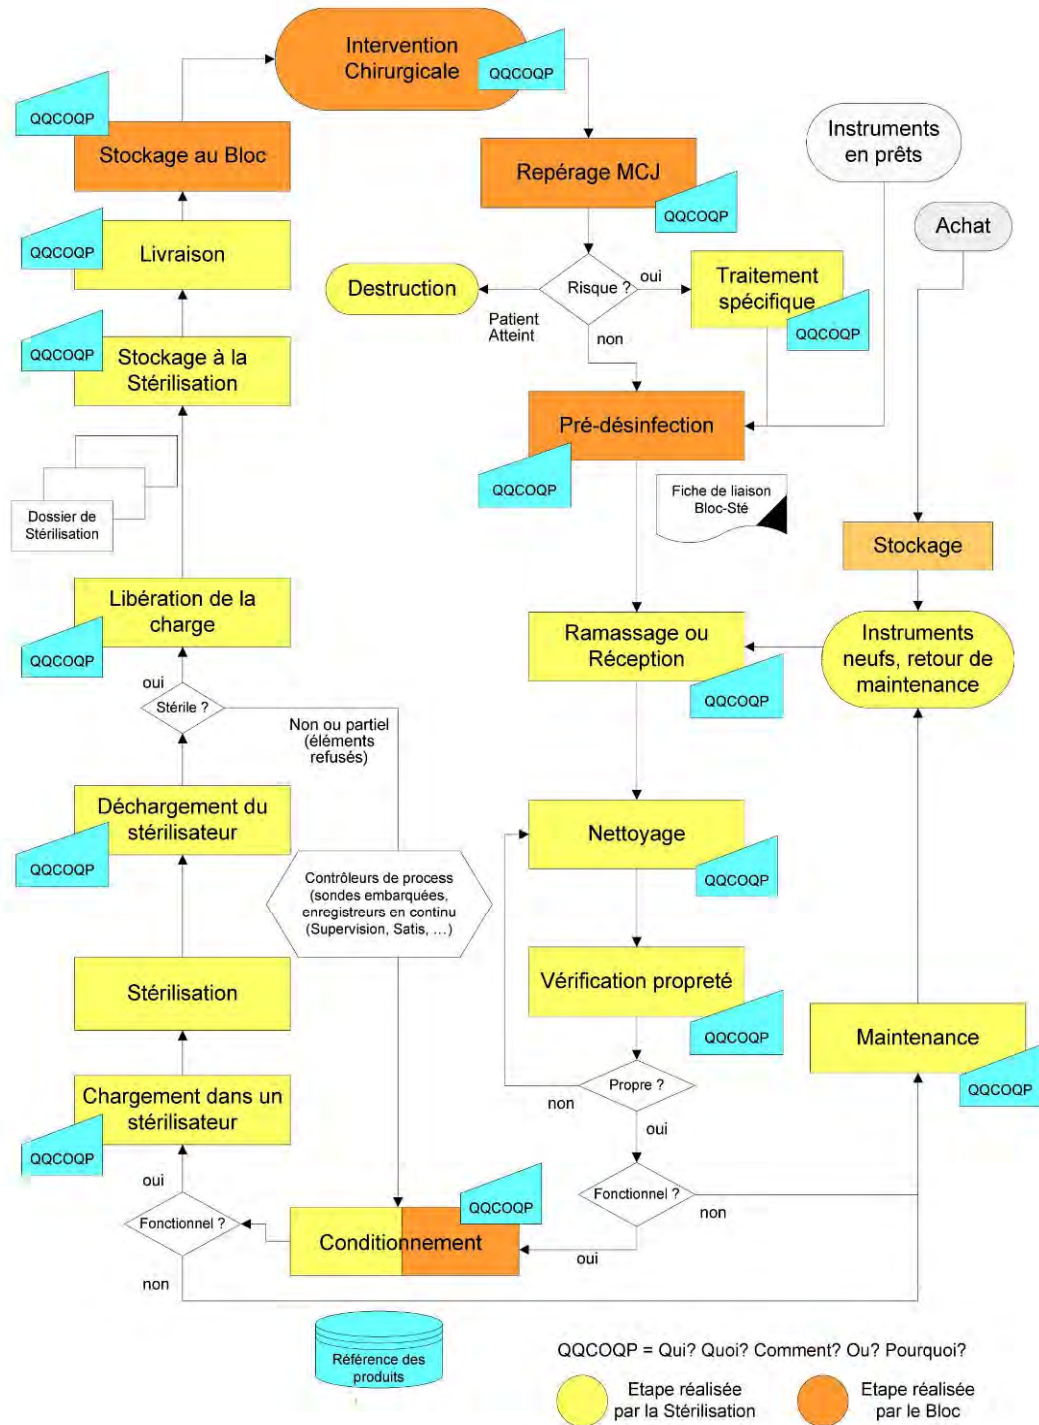 Intervention
Chirurgicale
QQCOQP
QQCOQP
Stockage au Bloc
Repérage MCJ
QQCOQP
Instruments
en prêts
Achat
QQCOQP
Livraison
Destruction
Risque ?
oui
Patient
Atteint
non
Traitement
spécifique
QQCOQP
QQCOQP
Stockage à la
Stérilisation
Pré-désinfection
QQCOQP
Fiche de liaison
Bloc-Sté
Dossier de
Stérilisation
Stockage
Libération de la
charge
QQCOQP
Ramassage ou
Réception
QQCOQP
Instruments
neufs, retour de
maintenance
oui
Stérile ?
Non ou partiel
(éléments
refusés)
Déchargement du
stérilisateur
QQCOQP
Nettoyage
QQCOQP
Contrôleurs de process
(sondes embarquées,
enregistreurs en continu
(Supervision, Satis, …)
Stérilisation
Vérification propreté
QQCOQP
Maintenance
QQCOQP
Chargement dans un
stérilisateur
QQCOQP
Propre ?
non
oui
oui
Fonctionnel ?
non
Fonctionnel ?
non
QQCOQP
Conditionnement
oui
Référence des
produits
QQCOQP = Qui? Quoi? Comment? Ou? Pourquoi?
Etape réalisée
par la Stérilisation
Etape réalisée
par le Bloc